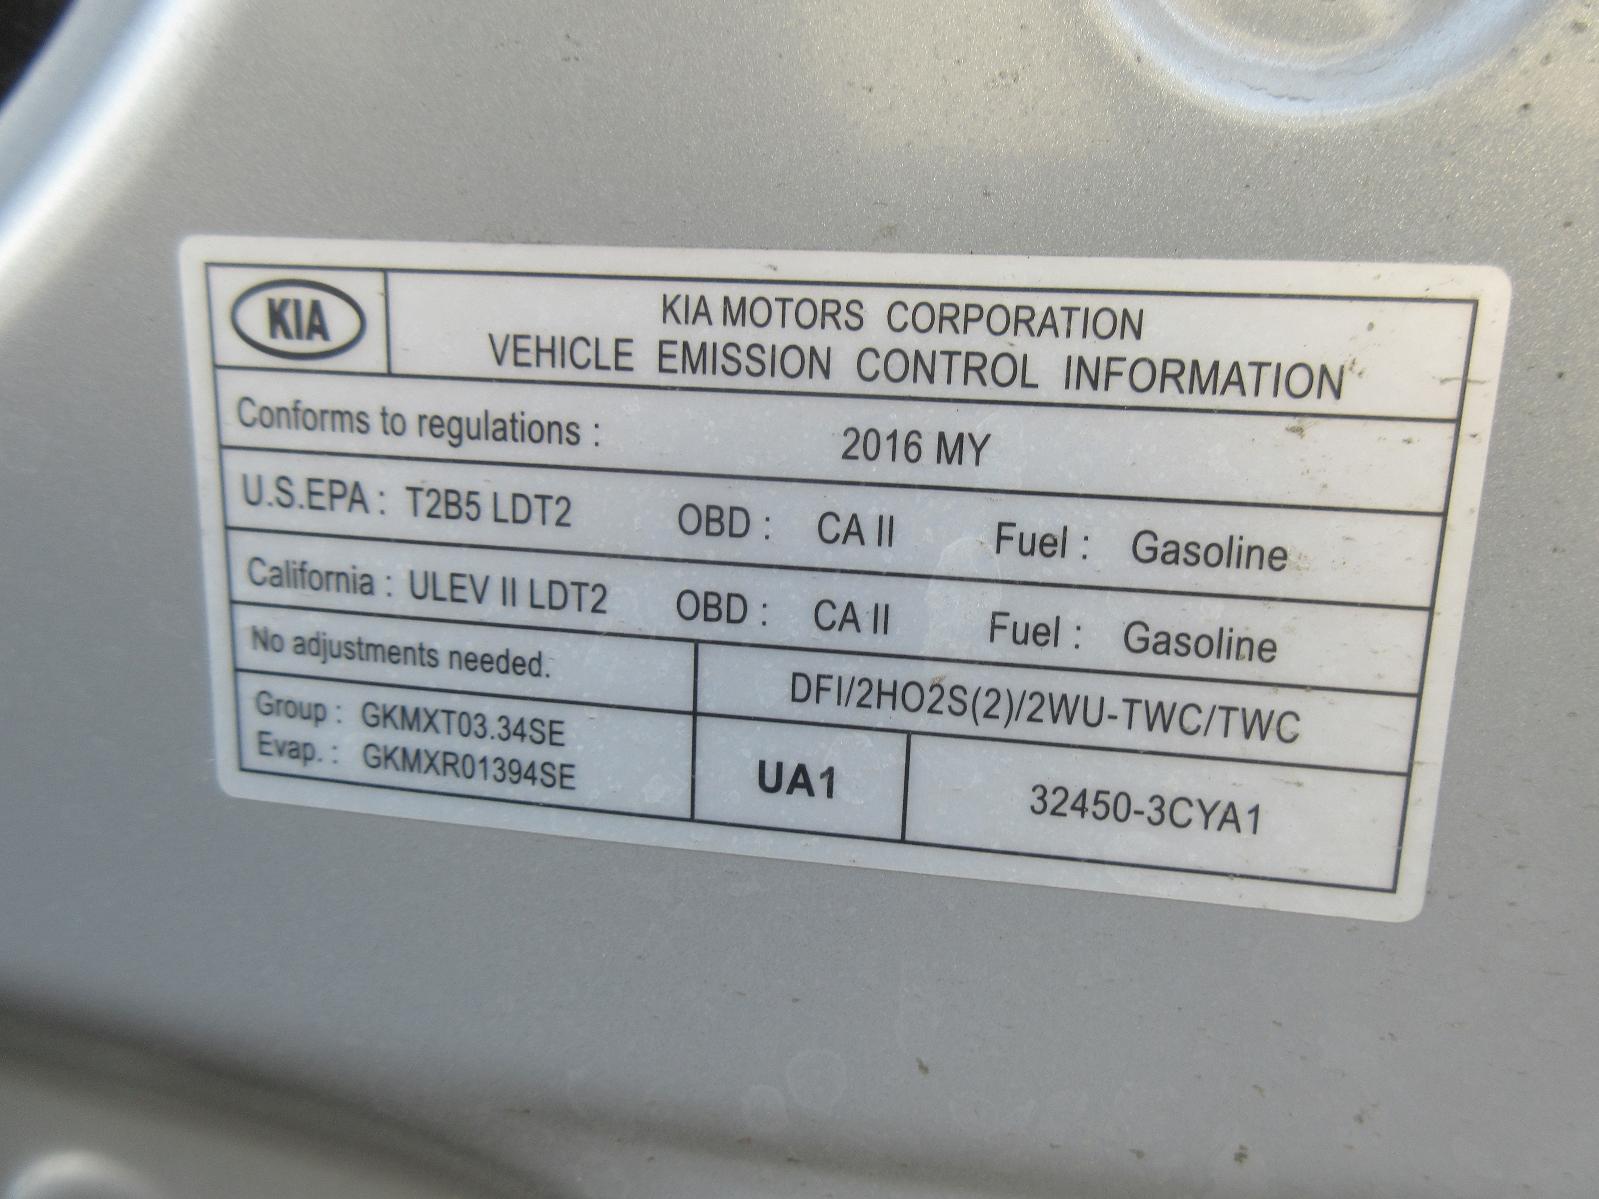 KIA
KIA MOTORS CORPORATION
VEHICLE EMISSION CONTROL INFORMATION
Conforms to regulations : 2016 MY
U.S.EPA : T2B5 LDT2 OBD : CA II Fuel : Gasoline
California : ULEV II LDT2 OBD : CA II Fuel : Gasoline
No adjustments needed.
DFI/2HO2S(2)/2WU-TWC/TWC
Group : GKMXT03.34SE
Evap. : GKMXR01394SE
UA1
32450-3CYA1